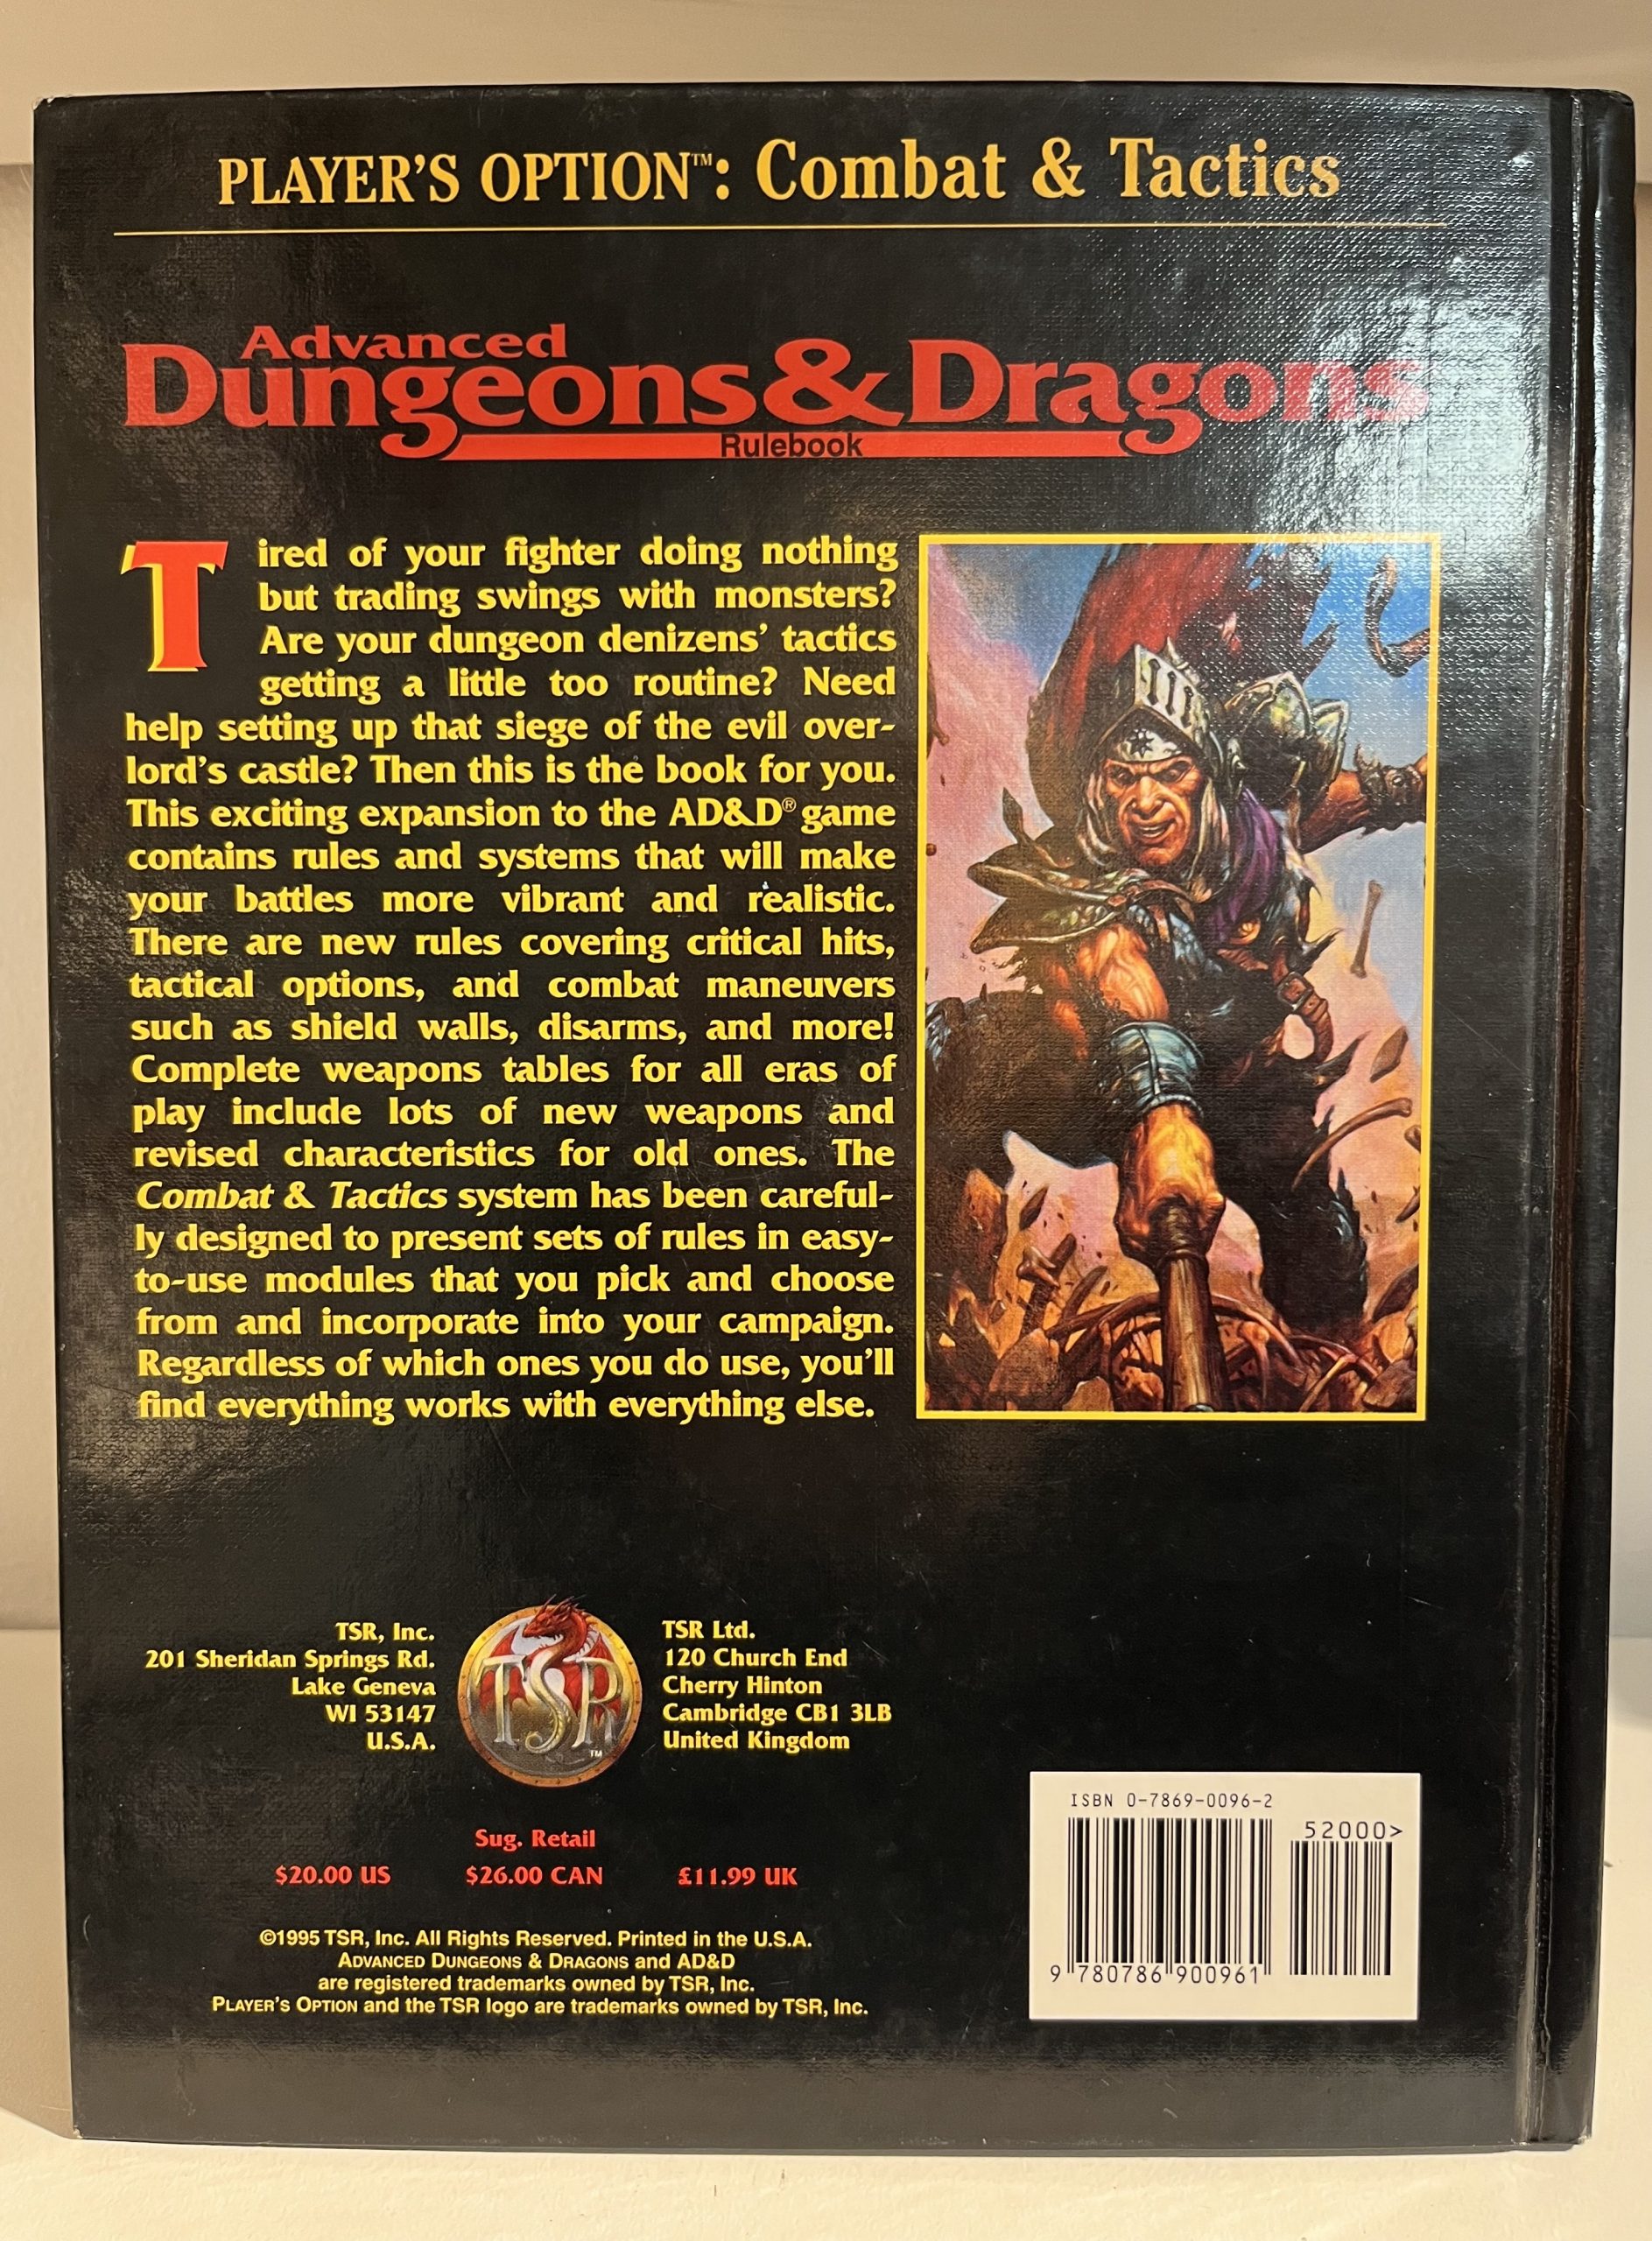 PLAYER'S OPTION™: Combat & Tactics
Advanced
Dungeons & Dragons
Rulebook
Tired of your fighter doing nothing
but trading swings with monsters?
Are your dungeon denizens' tactics
getting a little too routine? Need
help setting up that siege of the evil over-
lord's castle? Then this is the book for you.
This exciting expansion to the AD&D® game
contains rules and systems that will make
your battles more vibrant and realistic.
There are new rules covering critical hits,
tactical options, and combat maneuvers
such as shield walls, disarms, and more!
Complete weapons tables for all eras of
play include lots of new weapons and
revised characteristics for old ones. The
Combat & Tactics system has been careful-
ly designed to present sets of rules in easy-
to-use modules that you pick and choose
from and incorporate into your campaign.
Regardless of which ones you do use, you'll
find everything works with everything else.
TSR, Inc.
201 Sheridan Springs Rd.
Lake Geneva
WI 53147
U.S.A.
TSR™
TSR Ltd.
120 Church End
Cherry Hinton
Cambridge CB1 3LB
United Kingdom
Sug. Retail
$20.00 US $26.00 CAN £11.99 UK
©1995 TSR, Inc. All Rights Reserved. Printed in the U.S.A.
ADVANCED DUNGEONS & DRAGONS and AD&D
are registered trademarks owned by TSR, Inc.
PLAYER'S OPTION and the TSR logo are trademarks owned by TSR, Inc.
ISBN 0-7869-0096-2
52000>
9 780786 900961